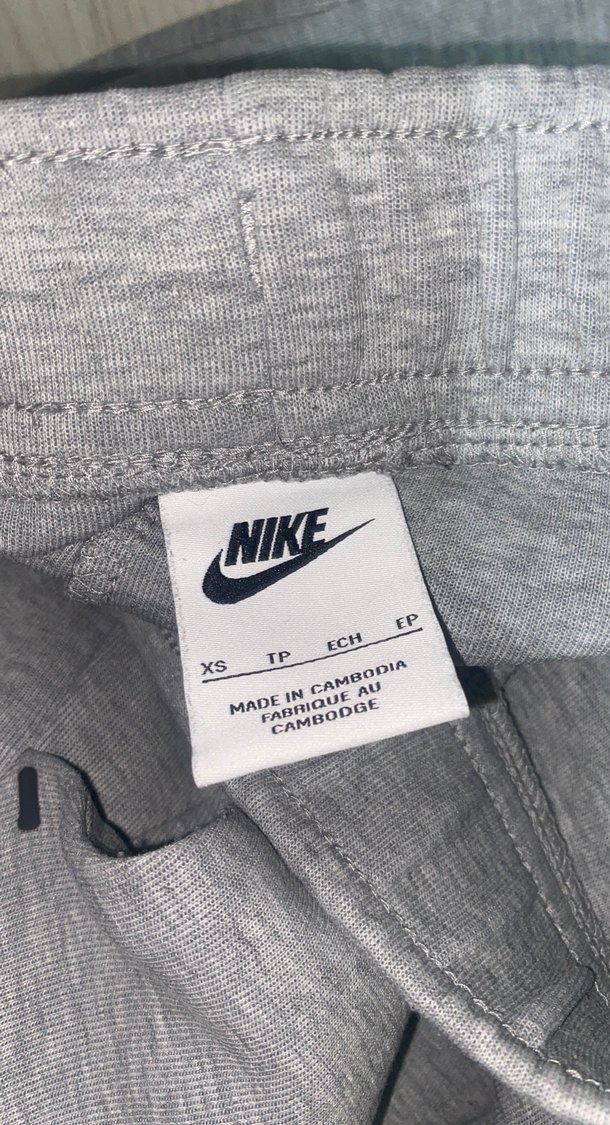 NIKE
XS TP ECH EP
MADE IN CAMBODIA
FABRIQUE AU
CAMBODGE